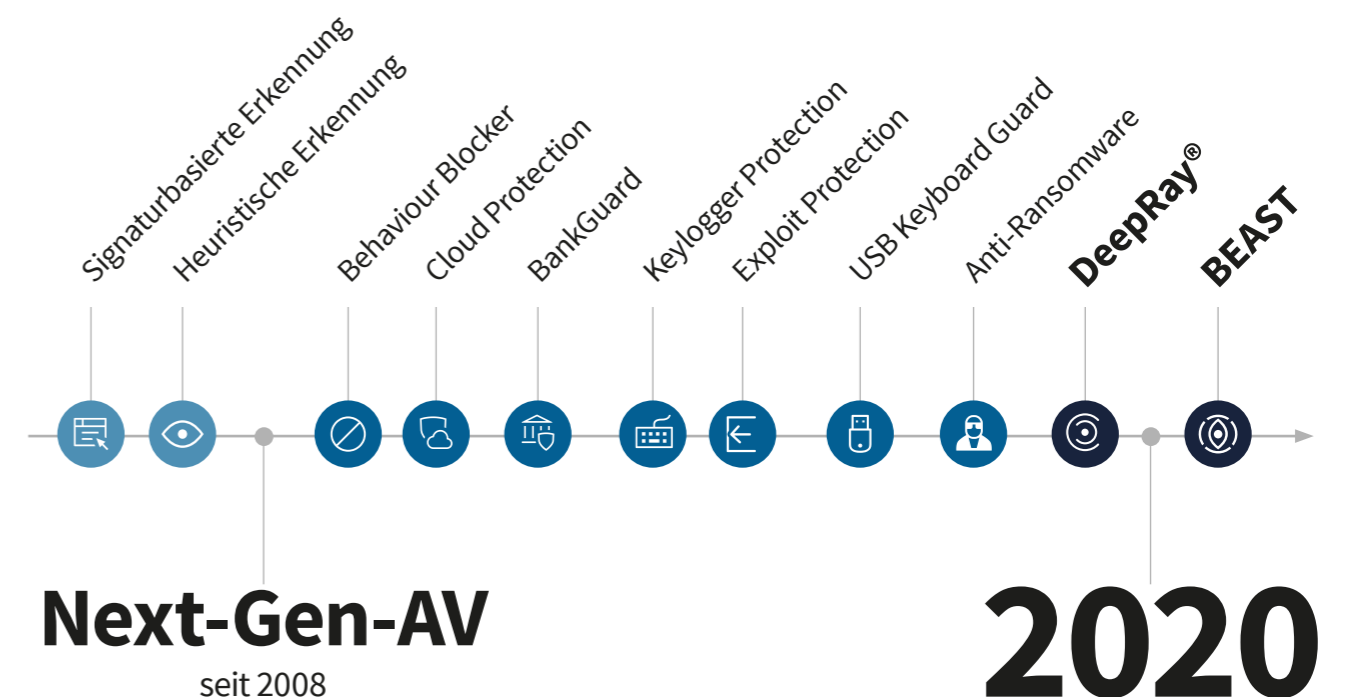 Signaturbasierte Erkennung
Heuristische Erkennung
Behaviour Blocker
Cloud Protection
BankGuard
Keylogger Protection
Exploit Protection
USB Keyboard Guard
Anti-Ransomware
DeepRay®
BEAST
Next-Gen-AV
seit 2008
2020